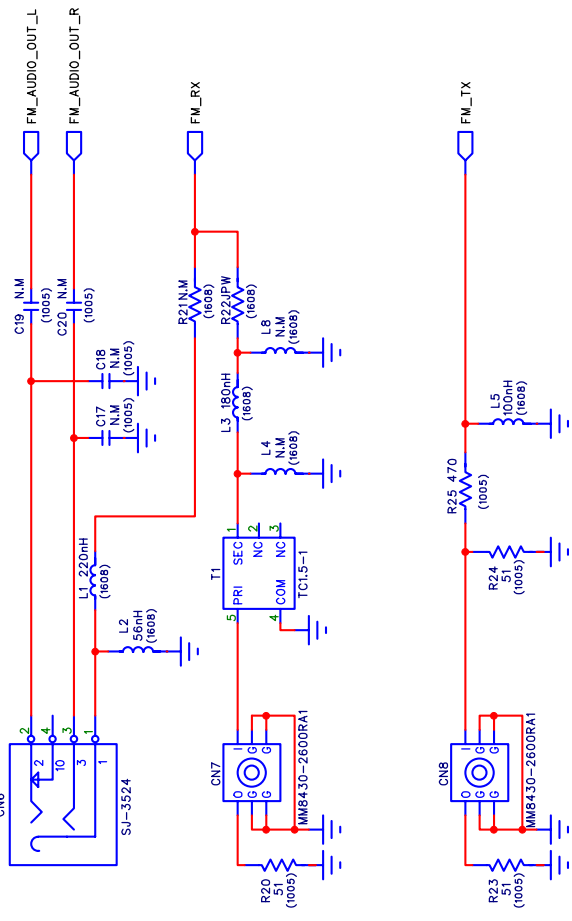 FM_AUDIO_OUT_L
FM_AUDIO_OUT_R
FM_RX
FM_TX
C19
N.M
(1005)
C20
N.M
(1005)
C18
N.M
(1005)
C17
N.M
(1005)
R21 N.M
(1608)
R22 JPW
(1608)
L8
N.M
(1608)
L3 180nH
(1608)
L4
N.M
(1608)
L1 220nH
(1608)
L2
56nH
(1608)
T1
5
PRI
SEC
1
NC
2
NC
3
COM
4
TC1.5-1
L5
100nH
(1608)
R25 470
(1005)
R24
51
(1005)
CN6
2
4
3
1
2
10
3
1
SJ-3524
CN7
O
I
G
G
G
G
MM8430-2600RA1
R20
51
(1005)
CN8
O
I
G
G
G
G
MM8430-2600RA1
R23
51
(1005)